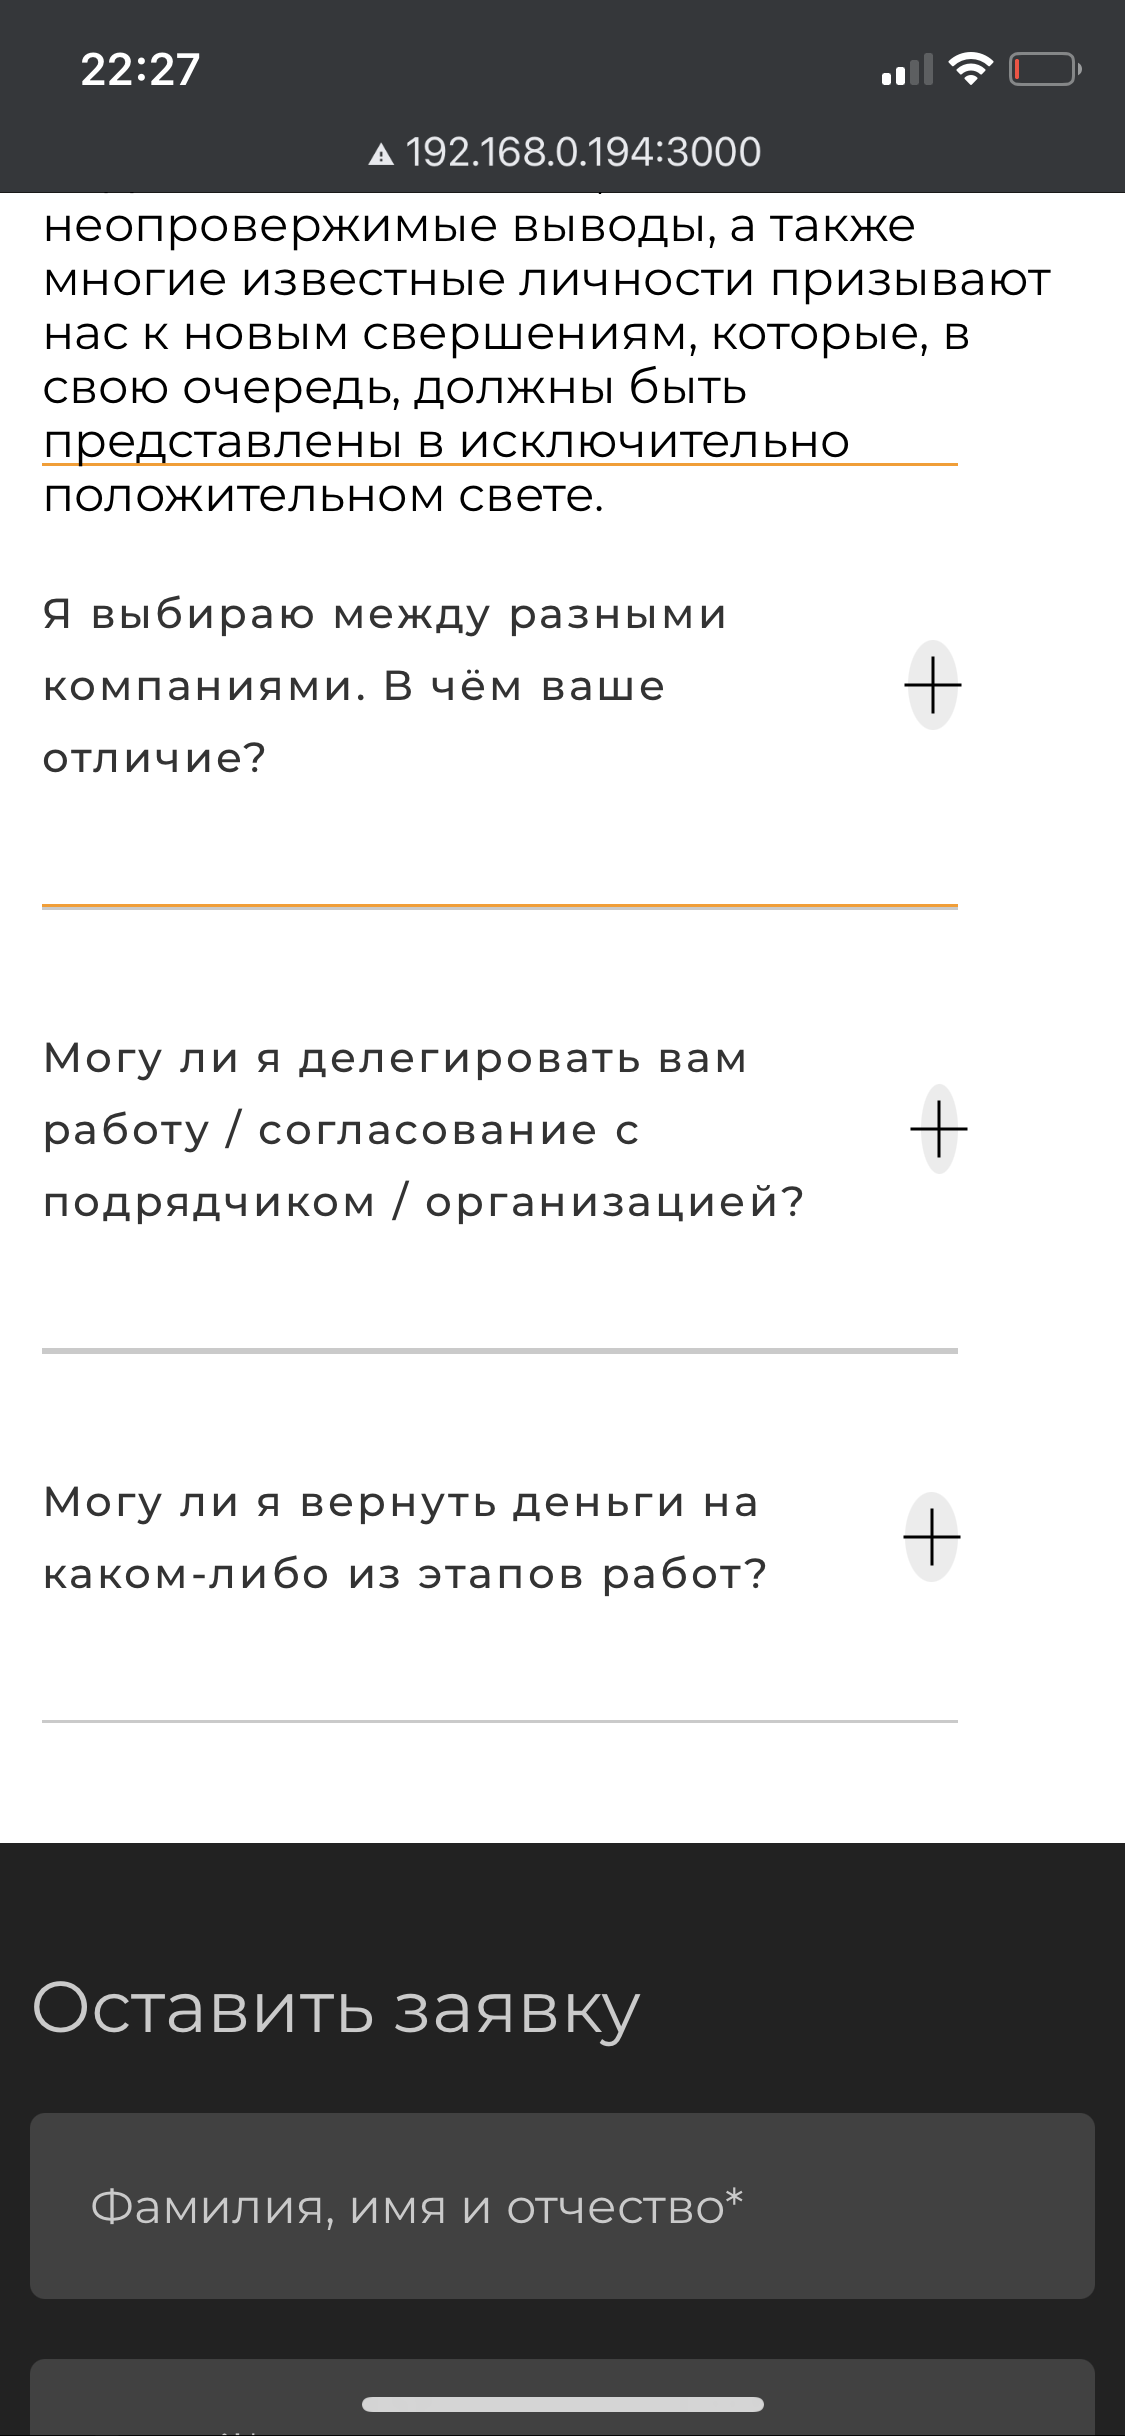 22:27
192.168.0.194:3000
неопровержимые выводы, а также
многие известные личности призывают
нас к новым свершениям, которые, в
свою очередь, должны быть
представлены в исключительно
положительном свете.
Я выбираю между разными
компаниями. В чём ваше
отличие?
Могу ли я делегировать вам
работу / согласование с
подрядчиком / организацией?
Могу ли я вернуть деньги на
каком-либо из этапов работ?
Оставить заявку
Фамилия, имя и отчество*